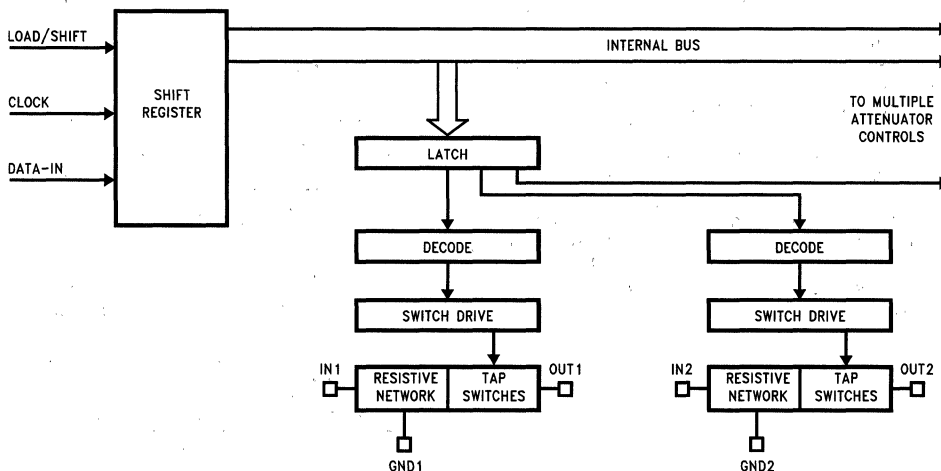 LOAD/SHIFT
CLOCK
DATA-IN
SHIFT
REGISTER
INTERNAL BUS
TO MULTIPLE
ATTENUATOR
CONTROLS
LATCH
DECODE
DECODE
SWITCH DRIVE
SWITCH DRIVE
IN1
RESISTIVE
NETWORK
TAP
SWITCHES
OUT1
GND1
IN2
RESISTIVE
NETWORK
TAP
SWITCHES
OUT2
GND2